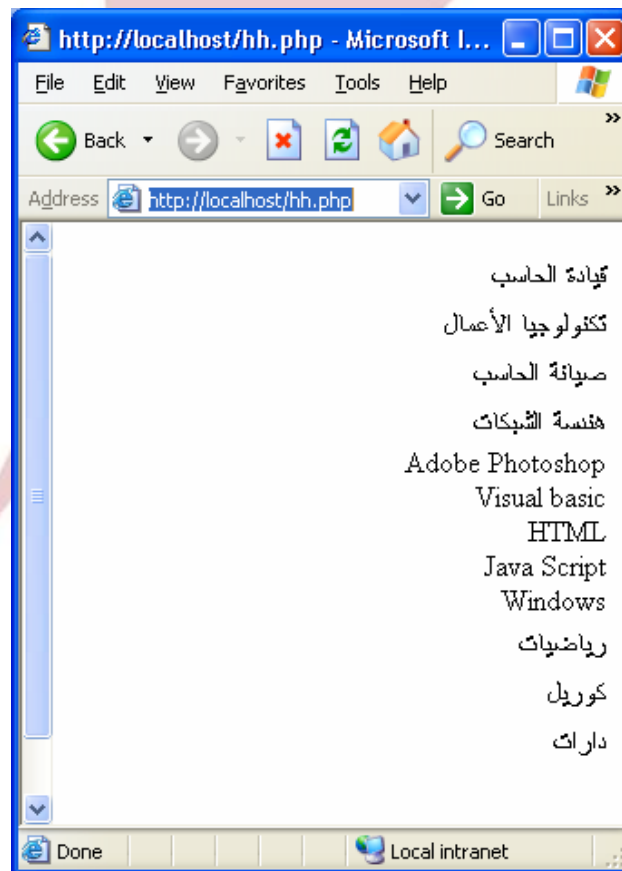 http://localhost/hh.php - Microsoft I...
File Edit View Favorites Tools Help
Back Search »
Address http://localhost/hh.php Go Links »
قيادة الحاسب
تكنولوجيا الأعمال
صيانة الحاسب
هندسة الشبكات
Adobe Photoshop
Visual basic
HTML
Java Script
Windows
رياضيات
كوريل
دارات
Done Local intranet